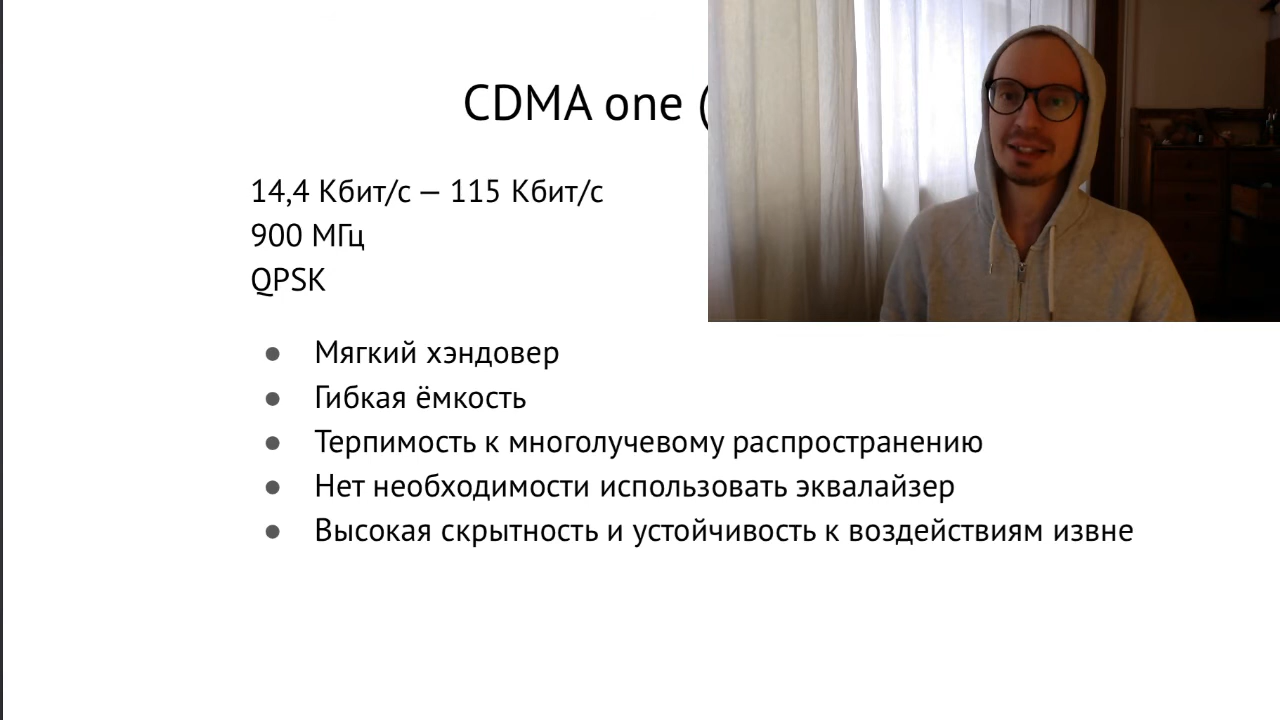 CDMA one (
14,4 Кбит/с — 115 Кбит/с
900 МГц
QPSK
● Мягкий хэндовер
● Гибкая ёмкость
● Терпимость к многолучевому распространению
● Нет необходимости использовать эквалайзер
● Высокая скрытность и устойчивость к воздействиям извне